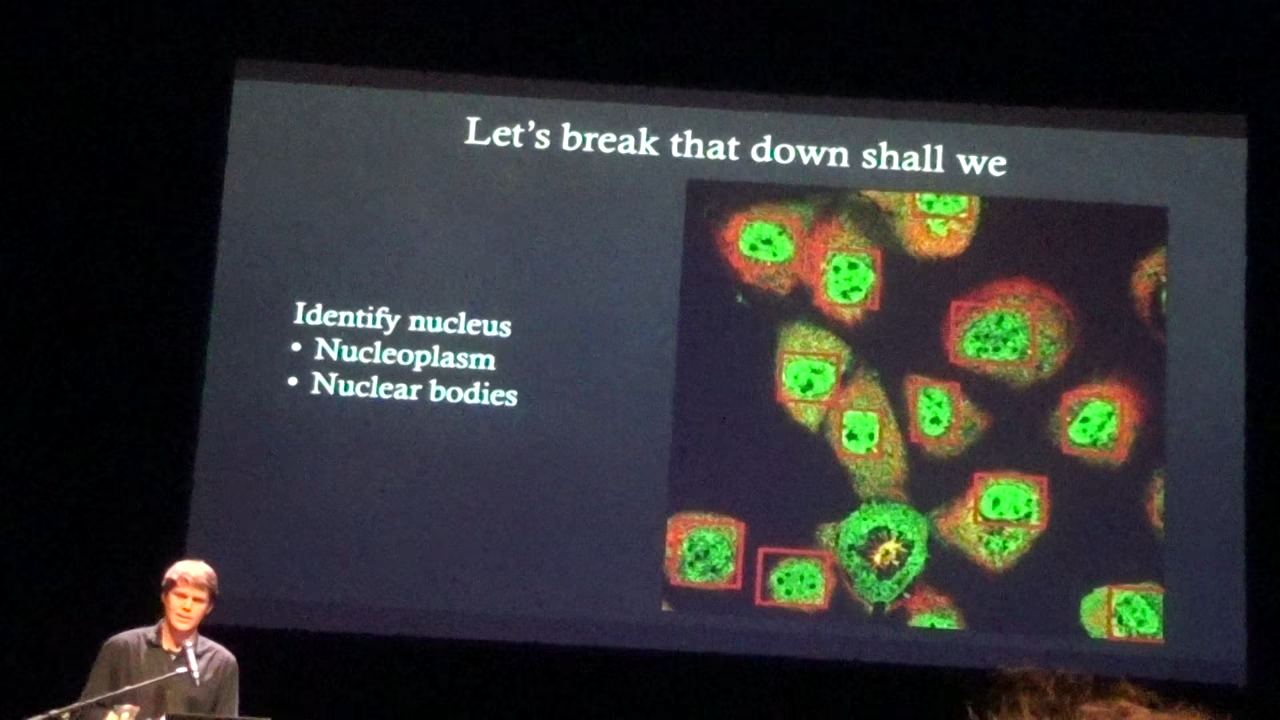 Let's break that down shall we
Identify nucleus
• Nucleoplasm
• Nuclear bodies